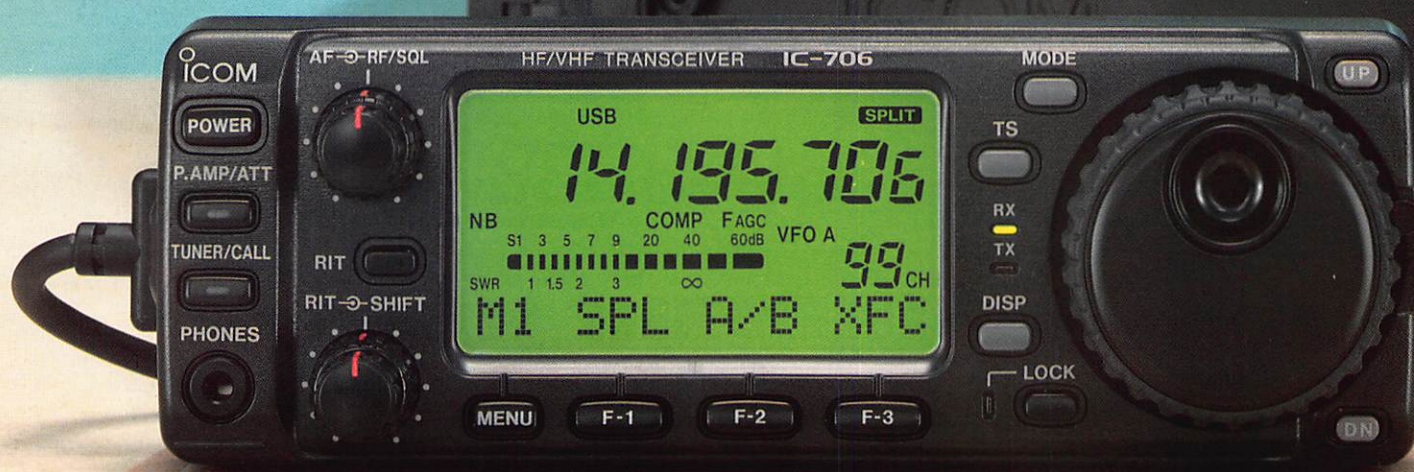 ICOM
POWER
P.AMP/ATT
TUNER/CALL
PHONES
AF RF/SQL
RIT
RIT SHIFT
HF/VHF TRANSCEIVER IC-706
USB SPLIT
14.195.706
NB COMP FAGC VFO A
S1 3 5 7 9 20 40 60dB
99 CH
SWR 1 1.5 2 3 ∞
M1 SPL A/B XFC
MENU F-1 F-2 F-3
MODE
TS
RX
TX
DISP
LOCK
UP
DN